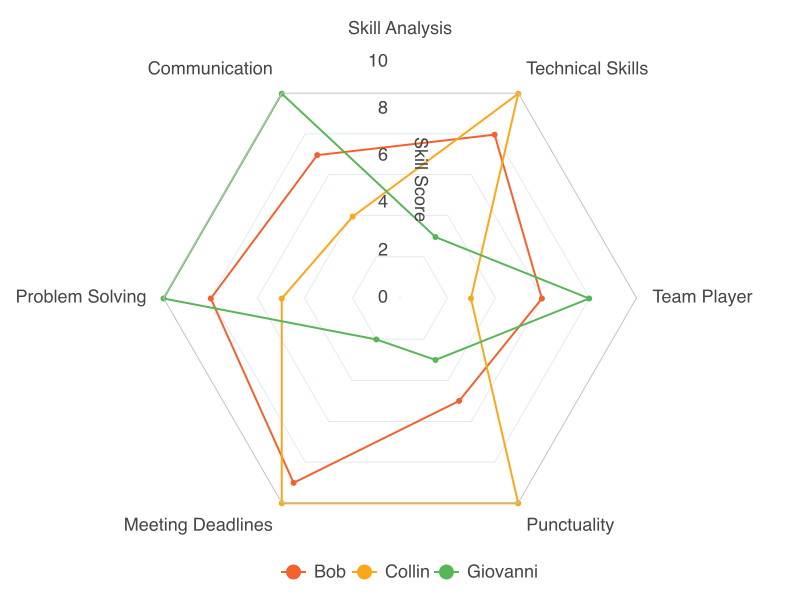 Skill Analysis
Communication
Technical Skills
10
8
6
4
2
0
Skill Score
Problem Solving
Team Player
Meeting Deadlines
Punctuality
Bob
Collin
Giovanni